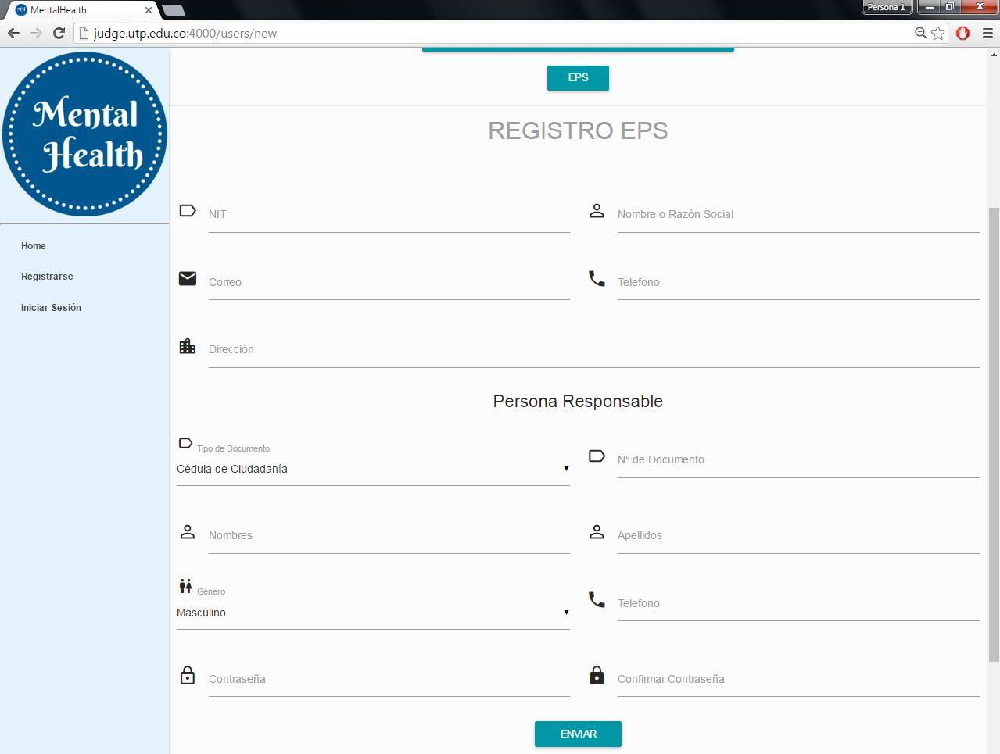 MentalHealth
Persona 1
judge.utp.edu.co:4000/users/new
Mental
Health
Home
Registrarse
Iniciar Sesión
EPS
REGISTRO EPS
NIT
Nombre o Razón Social
Correo
Telefono
Dirección
Persona Responsable
Tipo de Documento
Cédula de Ciudadanía
N° de Documento
Nombres
Apellidos
Género
Masculino
Telefono
Contraseña
Confirmar Contraseña
ENVIAR